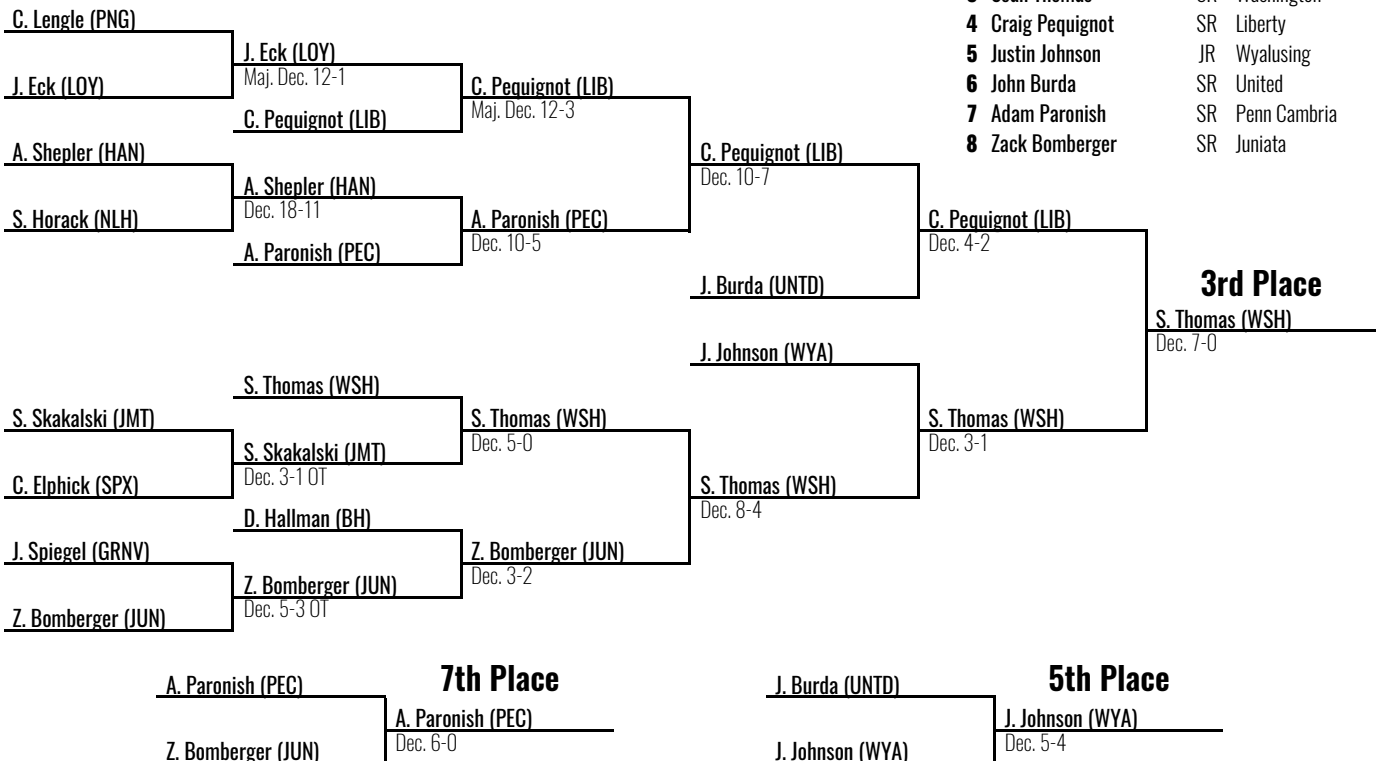 3 Sean Thomas SR Washington
C. Lengle (PNG)
4 Craig Pequignot SR Liberty
J. Eck (LOY)
5 Justin Johnson JR Wyalusing
Maj. Dec. 12-1
J. Eck (LOY)
C. Pequignot (LIB)
6 John Burda SR United
Maj. Dec. 12-3
C. Pequignot (LIB)
7 Adam Paronish SR Penn Cambria
A. Shepler (HAN)
C. Pequignot (LIB)
8 Zack Bomberger SR Juniata
Dec. 10-7
A. Shepler (HAN)
Dec. 18-11
S. Horack (NLH)
A. Paronish (PEC)
C. Pequignot (LIB)
Dec. 10-5
Dec. 4-2
A. Paronish (PEC)
J. Burda (UNTD)
3rd Place
S. Thomas (WSH)
Dec. 7-0
J. Johnson (WYA)
S. Thomas (WSH)
S. Skakalski (JMT)
S. Thomas (WSH)
S. Thomas (WSH)
Dec. 5-0
Dec. 3-1
S. Skakalski (JMT)
Dec. 3-1 OT
C. Elphick (SPX)
S. Thomas (WSH)
Dec. 8-4
D. Hallman (BH)
J. Spiegel (GRNV)
Z. Bomberger (JUN)
Dec. 3-2
Z. Bomberger (JUN)
Dec. 5-3 OT
Z. Bomberger (JUN)
A. Paronish (PEC)
7th Place
J. Burda (UNTD)
5th Place
A. Paronish (PEC)
J. Johnson (WYA)
Dec. 6-0
Dec. 5-4
Z. Bomberger (JUN)
J. Johnson (WYA)